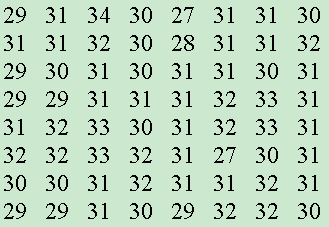 29 31 34 30 27 31 31 30
31 31 32 30 28 31 31 32
29 30 31 30 31 31 30 31
29 29 31 31 31 32 33 31
31 32 33 30 31 32 33 31
32 32 33 32 31 27 30 31
30 30 31 32 31 31 32 31
29 29 31 30 29 32 32 30